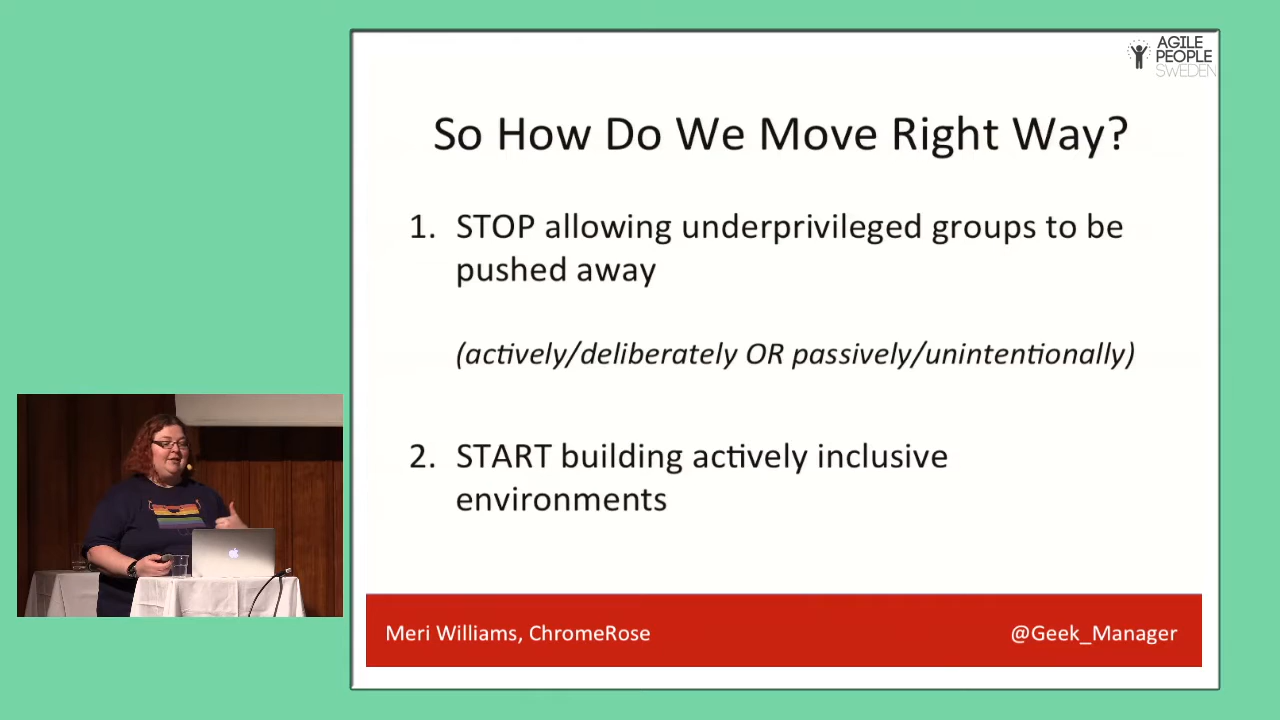 AGILE
PEOPLE
SWEDEN
So How Do We Move Right Way?
1. STOP allowing underprivileged groups to be
pushed away
(actively/deliberately OR passively/unintentionally)
2. START building actively inclusive
environments
Meri Williams, ChromeRose
@Geek_Manager